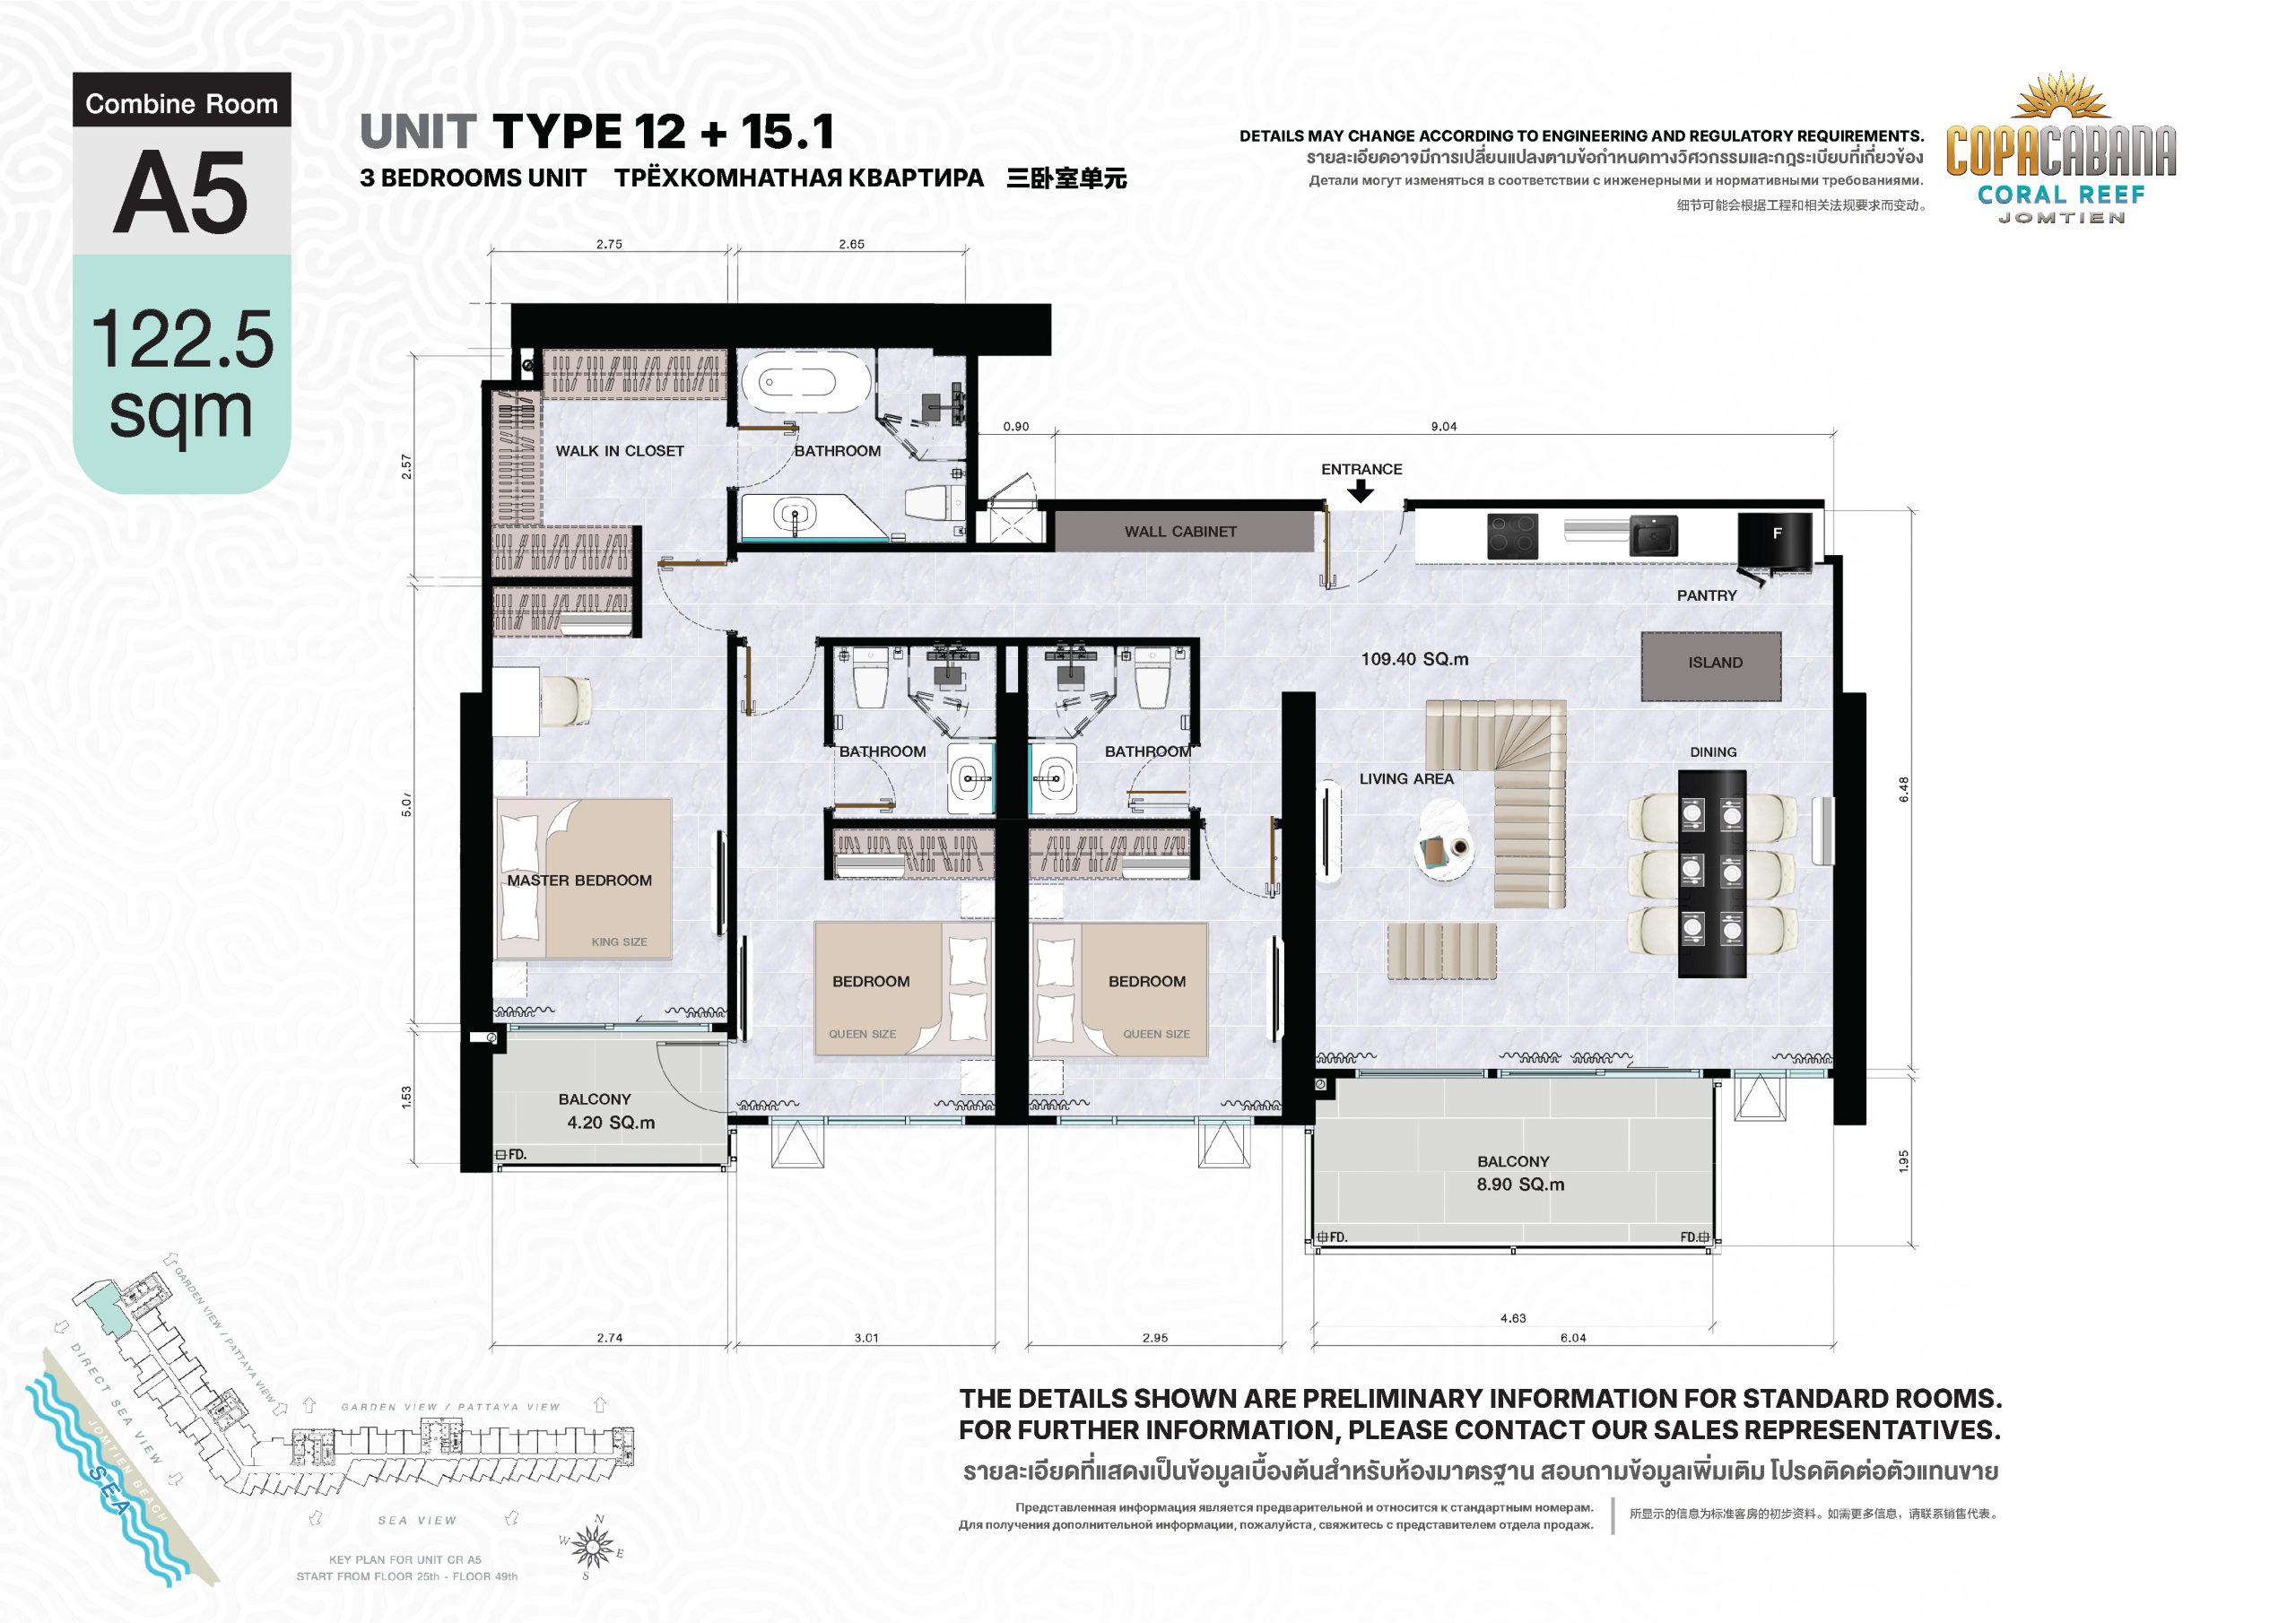 Combine Room
A5
122.5
sqm
UNIT TYPE 12 + 15.1
3 BEDROOMS UNIT ТРЁХКОМНАТНАЯ КВАРТИРА 三卧室单元
DETAILS MAY CHANGE ACCORDING TO ENGINEERING AND REGULATORY REQUIREMENTS.
รายละเอียดอาจมีการเปลี่ยนแปลงตามข้อกำหนดทางวิศวกรรมและกฎระเบียบที่เกี่ยวข้อง
Детали могут изменяться в соответствии с инженерными и нормативными требованиями.
细节可能会根据工程和相关法规要求而变动。
COPACABANA
CORAL REEF
JOMTIEN
2.75
2.65
0.90
9.04
2.57
ENTRANCE
WALK IN CLOSET
BATHROOM
WALL CABINET
F
PANTRY
109.40 SQ.m
ISLAND
BATHROOM
BATHROOM
DINING
LIVING AREA
5.07
6.48
MASTER BEDROOM
KING SIZE
BEDROOM
QUEEN SIZE
BEDROOM
QUEEN SIZE
1.53
BALCONY
4.20 SQ.m
FD.
BALCONY
8.90 SQ.m
FD.
FD.
1.95
4.63
2.74
3.01
2.95
6.04
GARDEN VIEW / PATTAYA VIEW
DIRECT SEA VIEW
JOMTIEN BEACH
SEA
GARDEN VIEW / PATTAYA VIEW
SEA VIEW
N
W
E
S
KEY PLAN FOR UNIT CR A5
START FROM FLOOR 25th - FLOOR 49th
THE DETAILS SHOWN ARE PRELIMINARY INFORMATION FOR STANDARD ROOMS.
FOR FURTHER INFORMATION, PLEASE CONTACT OUR SALES REPRESENTATIVES.
รายละเอียดที่แสดงเป็นข้อมูลเบื้องต้นสำหรับห้องมาตรฐาน สอบถามข้อมูลเพิ่มเติม โปรดติดต่อตัวแทนขาย
Представленная информация является предварительной и относится к стандартным номерам.
Для получения дополнительной информации, пожалуйста, свяжитесь с представителем отдела продаж.
所显示的信息为标准客房的初步资料。如需更多信息，请联系销售代表。